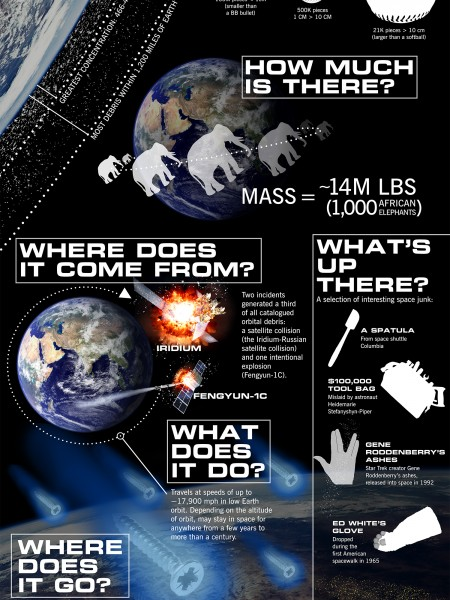 (smaller than
a BB bullet)
500K pieces
1 CM > 10 CM
21K pieces > 10 cm
(larger than a softball)
GREATEST CONCENTRATION:
MOST DEBRIS WITHIN
MILES OF EARTH
HOW MUCH
IS THERE?
MASS = ~14M LBS
(1,000 AFRICAN
ELEPHANTS)
WHERE DOES
IT COME FROM?
Two incidents
generated a third
of all catalogued
orbital debris:
a satellite collision
(the Iridium-Russian
satellite collision)
and one intentional
explosion
(Fengyun-1C).
IRIDIUM
FENGYUN-1C
WHAT'S
UP
THERE?
A selection of interesting space junk:
A SPATULA
From space shuttle
Columbia
$100,000
TOOL BAG
Mislaid by astronaut
Heidemarie
Stefanyshyn-Piper
GENE
RODDENBERRY'S
ASHES
Star Trek creator Gene
Roddenberry's ashes,
released into space in 1992
ED WHITE'S
GLOVE
Dropped
during the
first American
spacewalk in 1965
WHAT
DOES
IT DO?
Travels at speeds of up to
~17,900 mph in low Earth
orbit. Depending on the altitude
of orbit, may stay in space for
anywhere from a few years to
more than a century.
WHERE
DOES
IT GO?